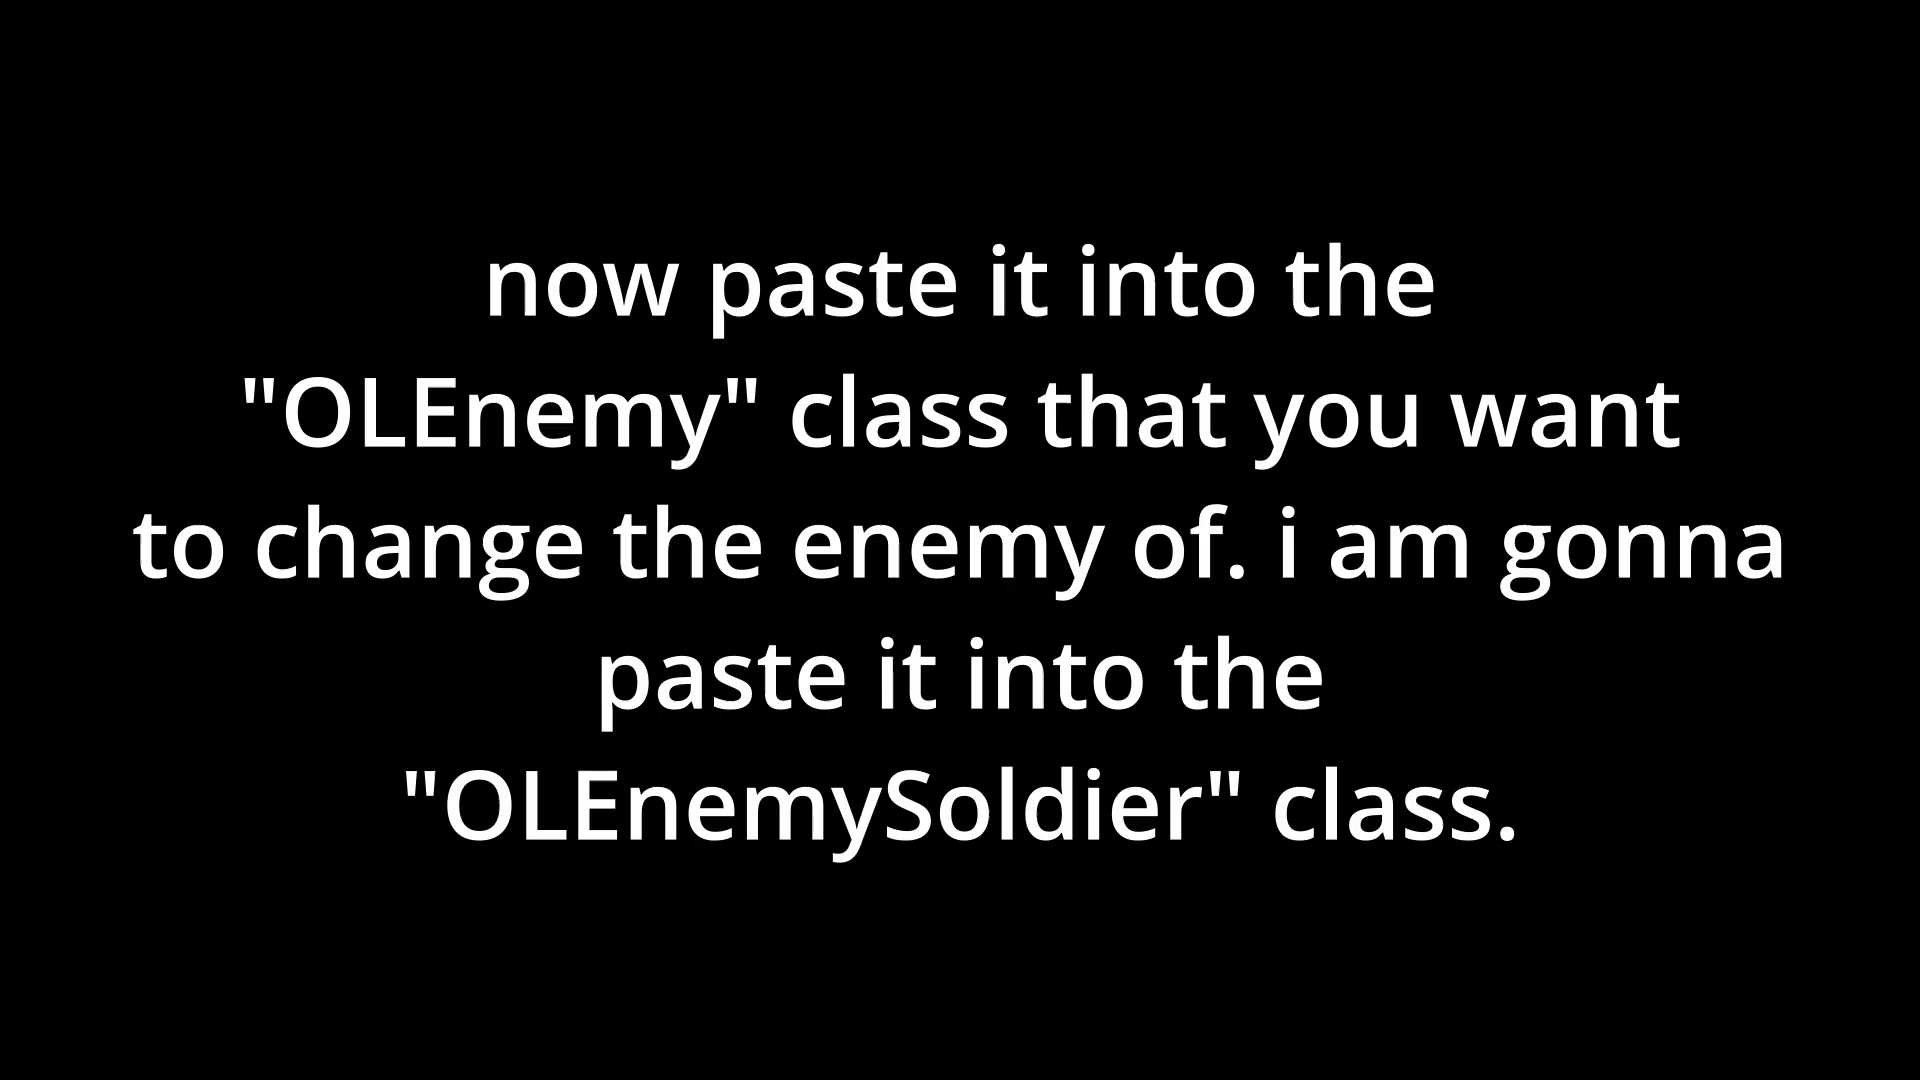 now paste it into the
"OLEnemy" class that you want
to change the enemy of. i am gonna
paste it into the
"OLEnemySoldier" class.